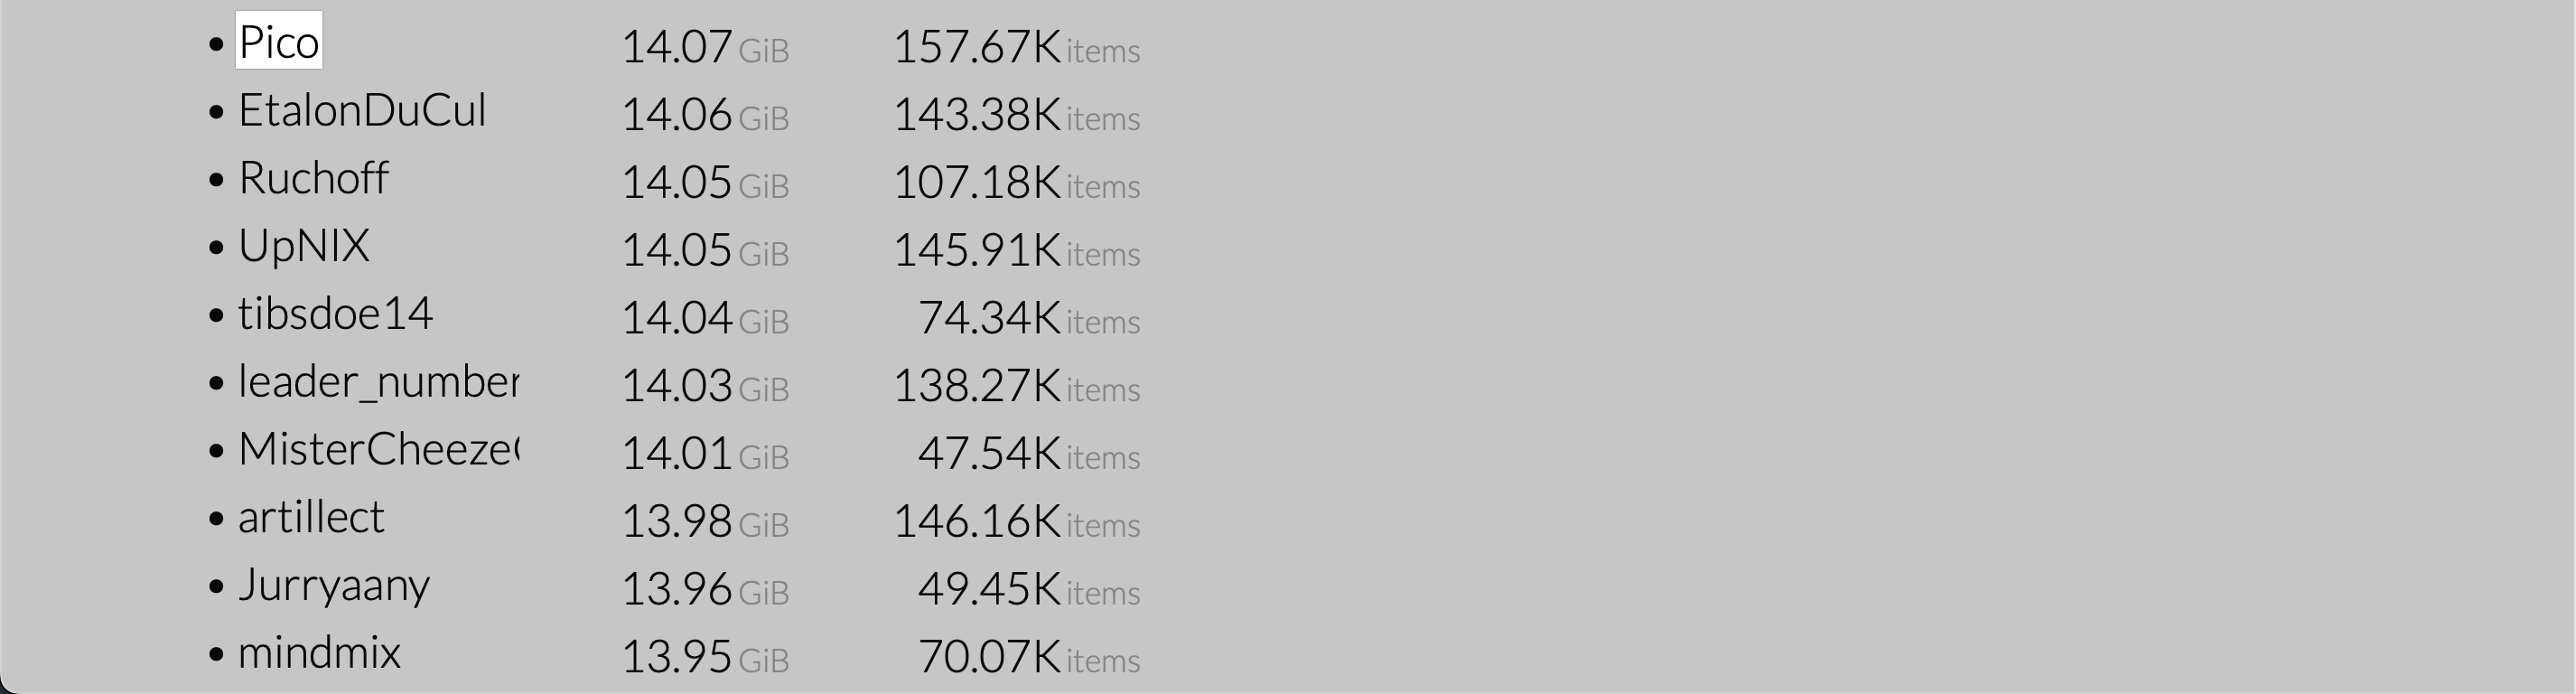 • Pico 14.07 GiB 157.67K items
• EtalonDuCul 14.06 GiB 143.38K items
• Ruchoff 14.05 GiB 107.18K items
• UpNIX 14.05 GiB 145.91K items
• tibsdoe14 14.04 GiB 74.34K items
• leader_number 14.03 GiB 138.27K items
• MisterCheeze 14.01 GiB 47.54K items
• artillect 13.98 GiB 146.16K items
• Jurryaany 13.96 GiB 49.45K items
• mindmix 13.95 GiB 70.07K items